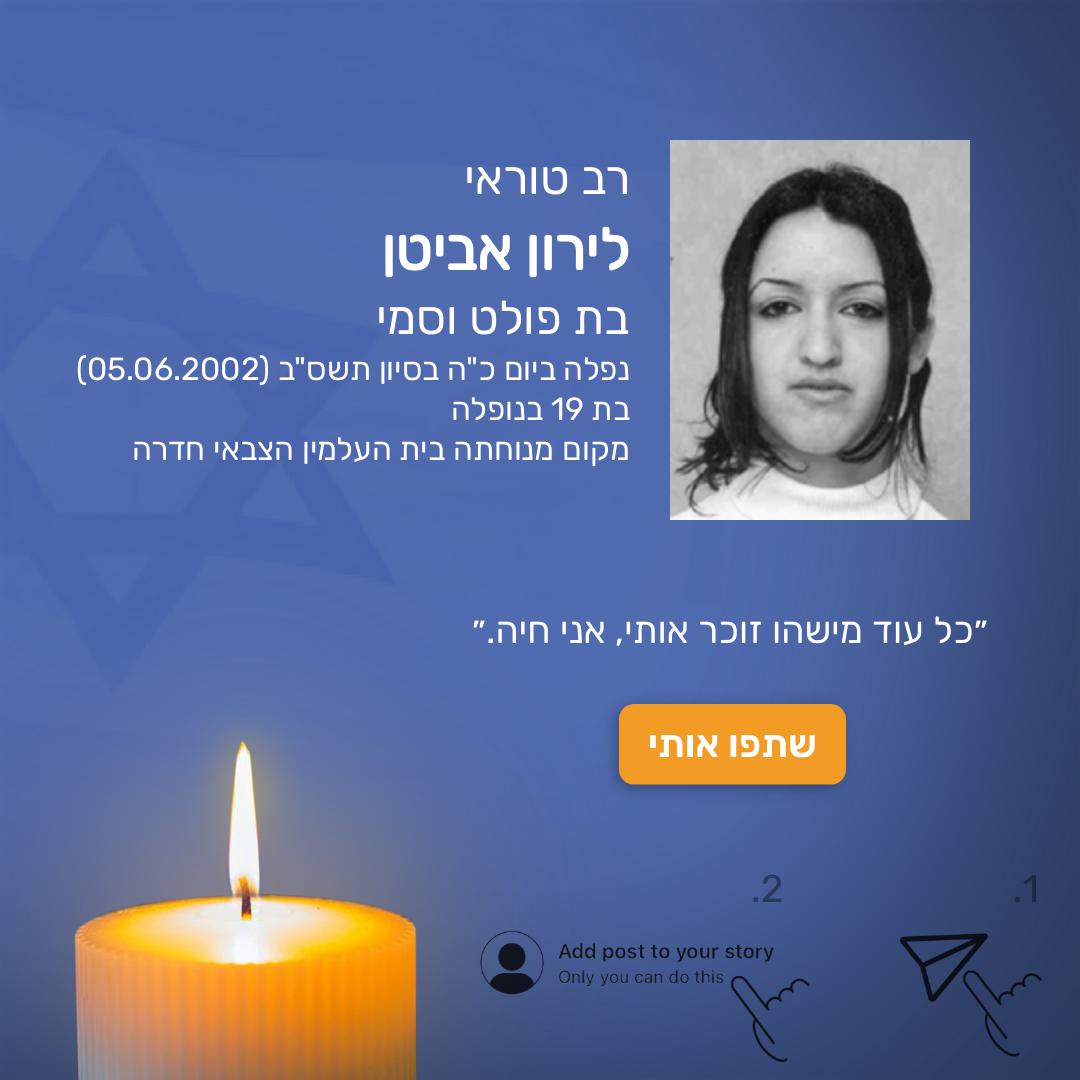 רב טוראי
לירון אביטן
בת פולט וסמי
נפלה ביום כ"ה בסיון תשס"ב (05.06.2002)
בת 19 בנופלה
מקום מנוחתה בית העלמין הצבאי חדרה
״כל עוד מישהו זוכר אותי, אני חיה.״
שתפו אותי
.1
.2
Add post to your story
Only you can do this